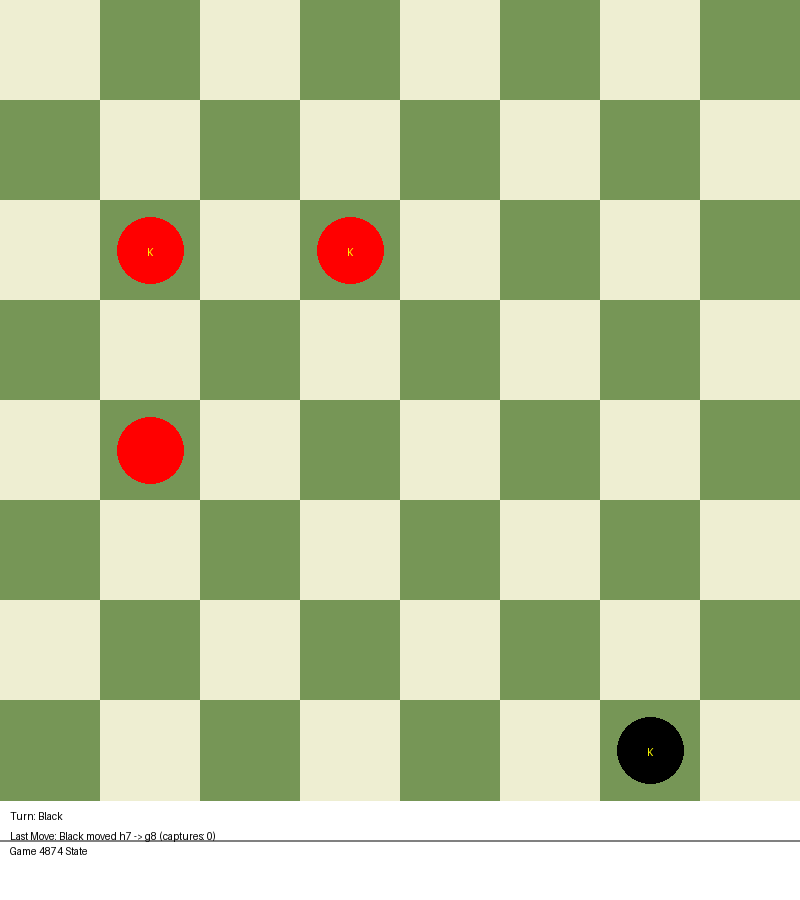 K
K
K
Turn: Black
Last Move: Black moved h7 -> g8 (captures: 0)
Game 4874 State